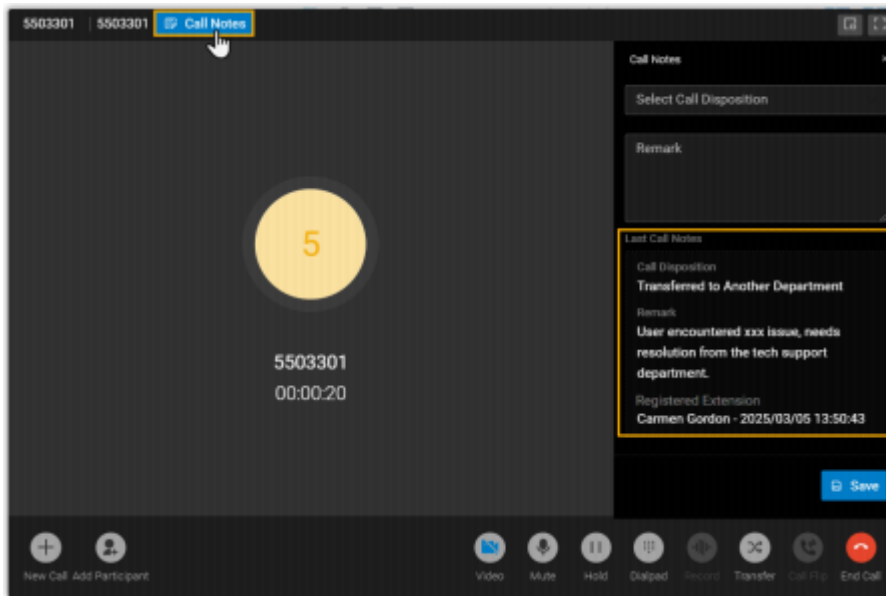 5503301 | 5503301 Call Notes
Call Notes
Select Call Disposition
Remark
5
5503301
00:00:20
Last Call Notes
Call Disposition
Transferred to Another Department
Remark
User encountered xxx issue, needs
resolution from the tech support
department.
Registered Extension
Carmen Gordon - 2025/03/05 13:50:43
Save
New Call Add Participant Video Mute Hold Dialpad Record Transfer Call Flip End Call